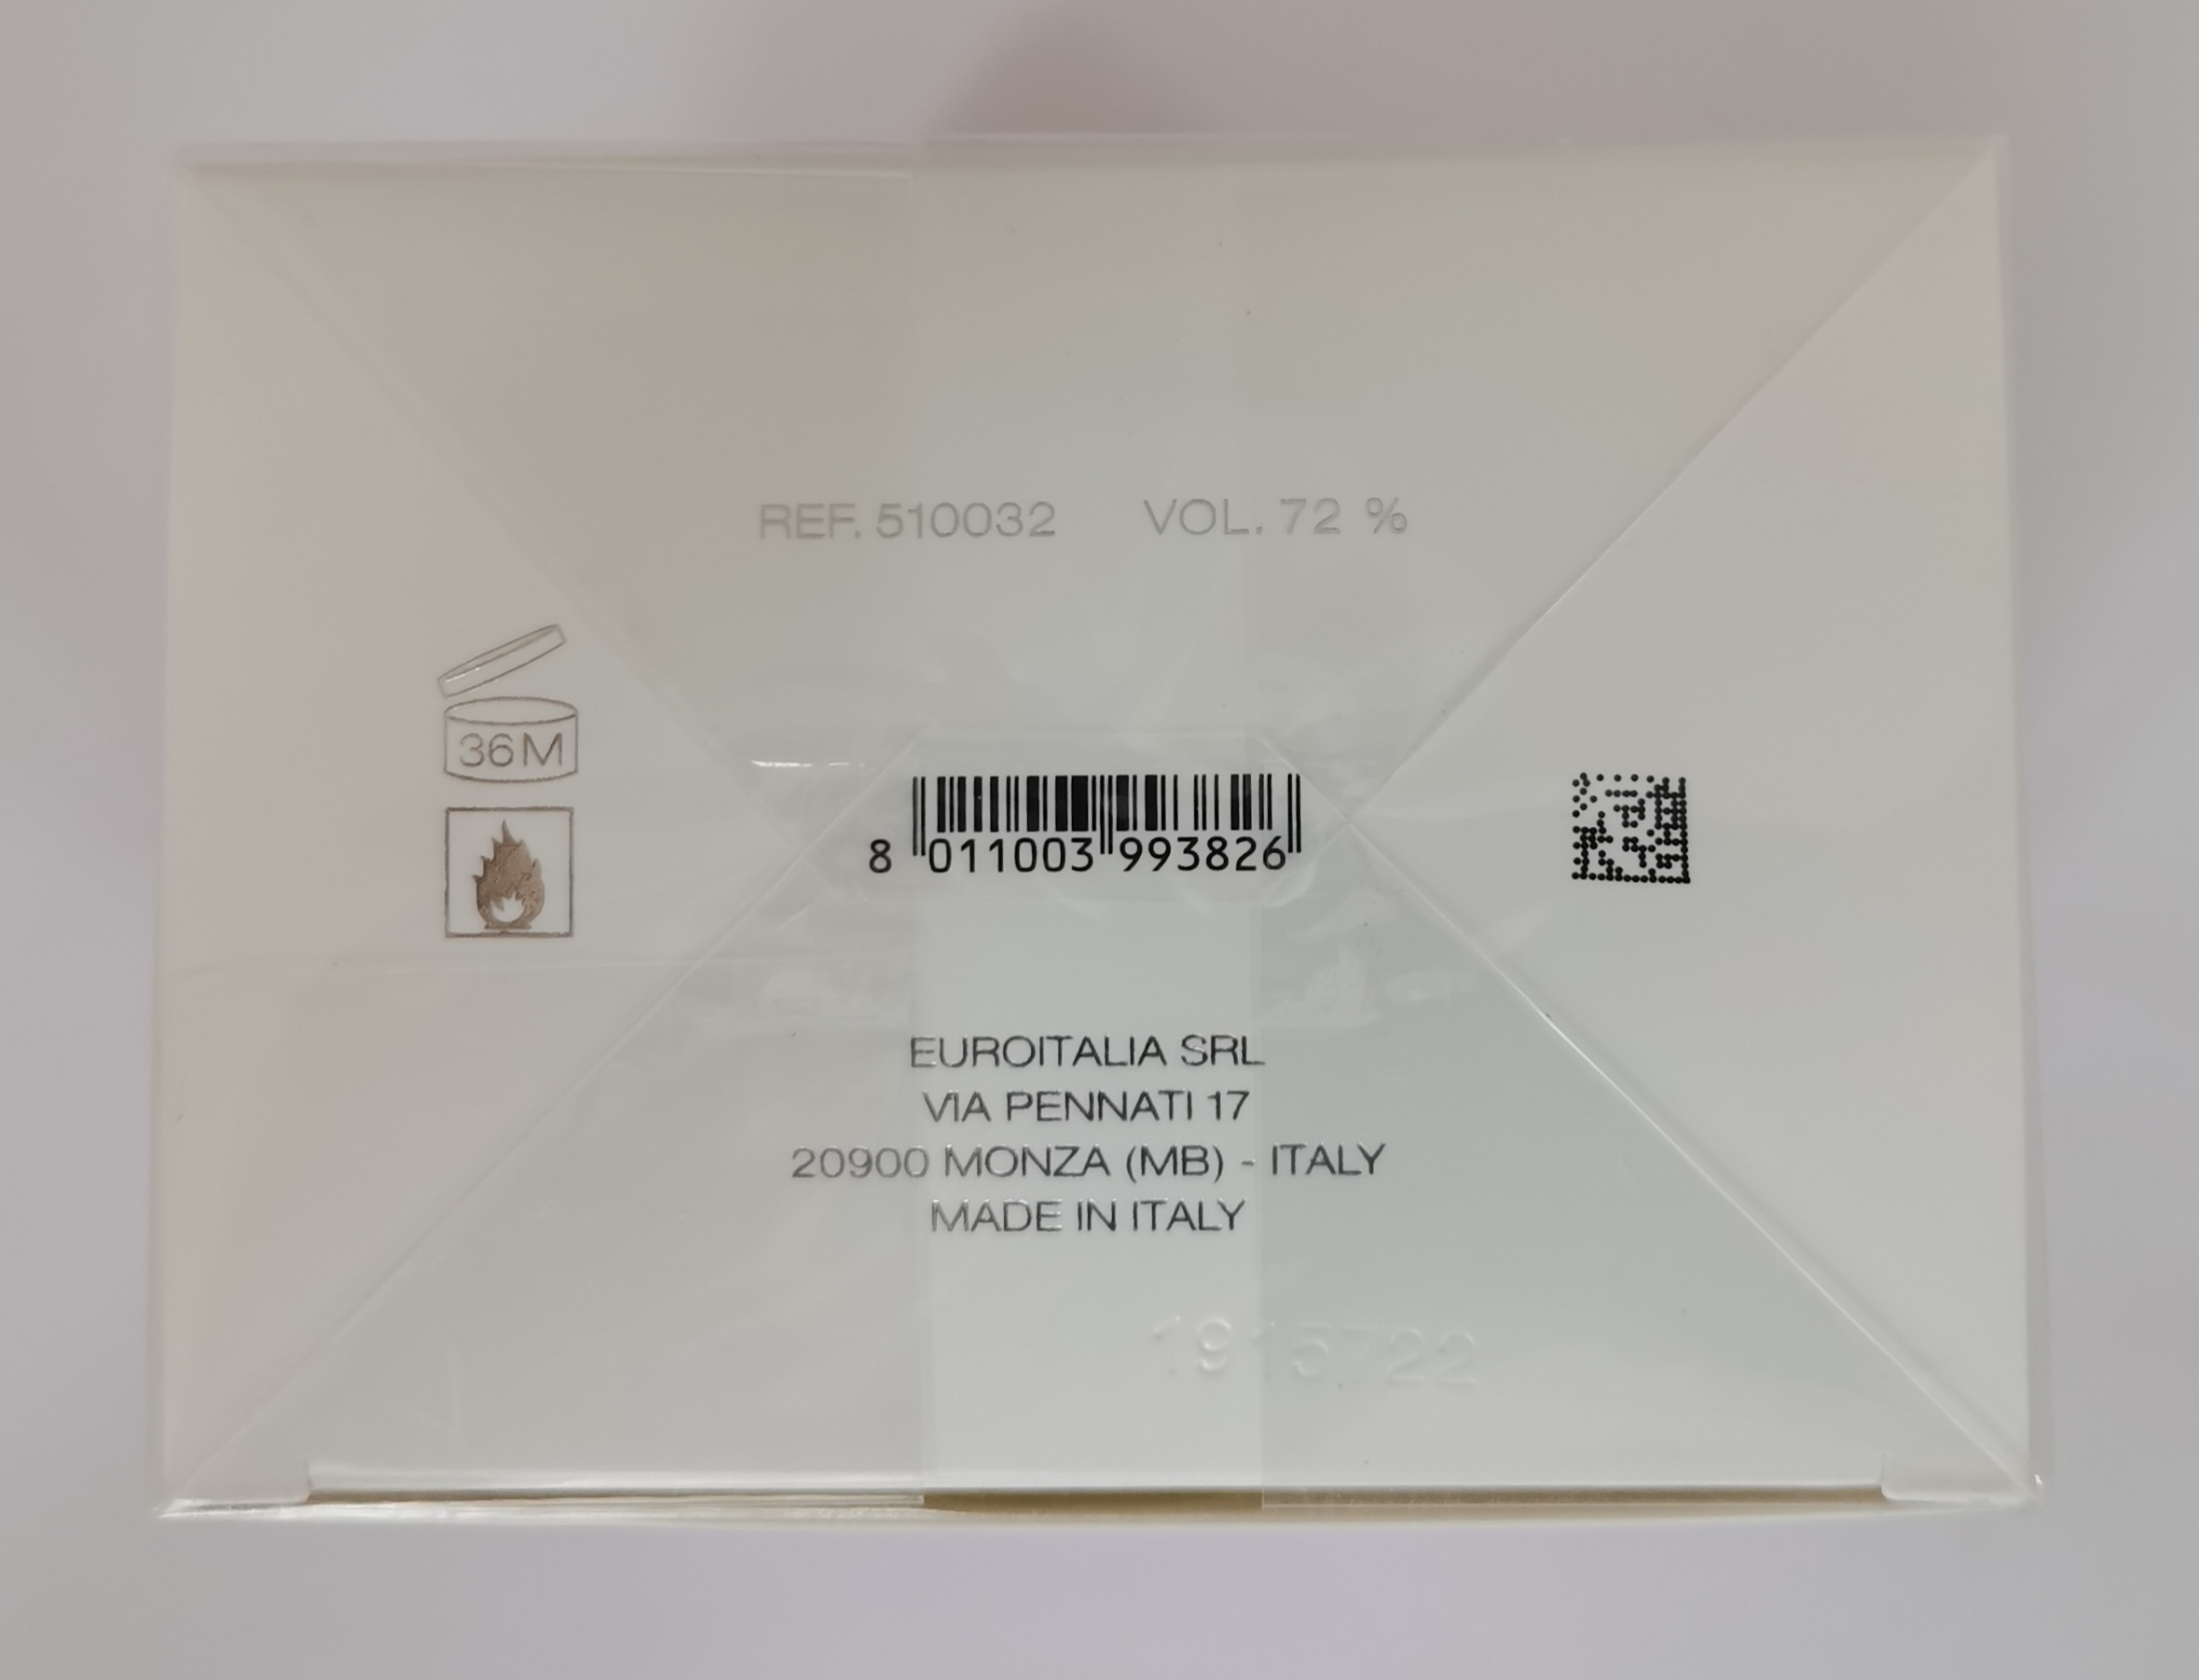 REF. 510032 VOL. 72 %
36M
8 011003 993826
EUROITALIA SRL
VIA PENNATI 17
20900 MONZA (MB) - ITALY
MADE IN ITALY
1915722